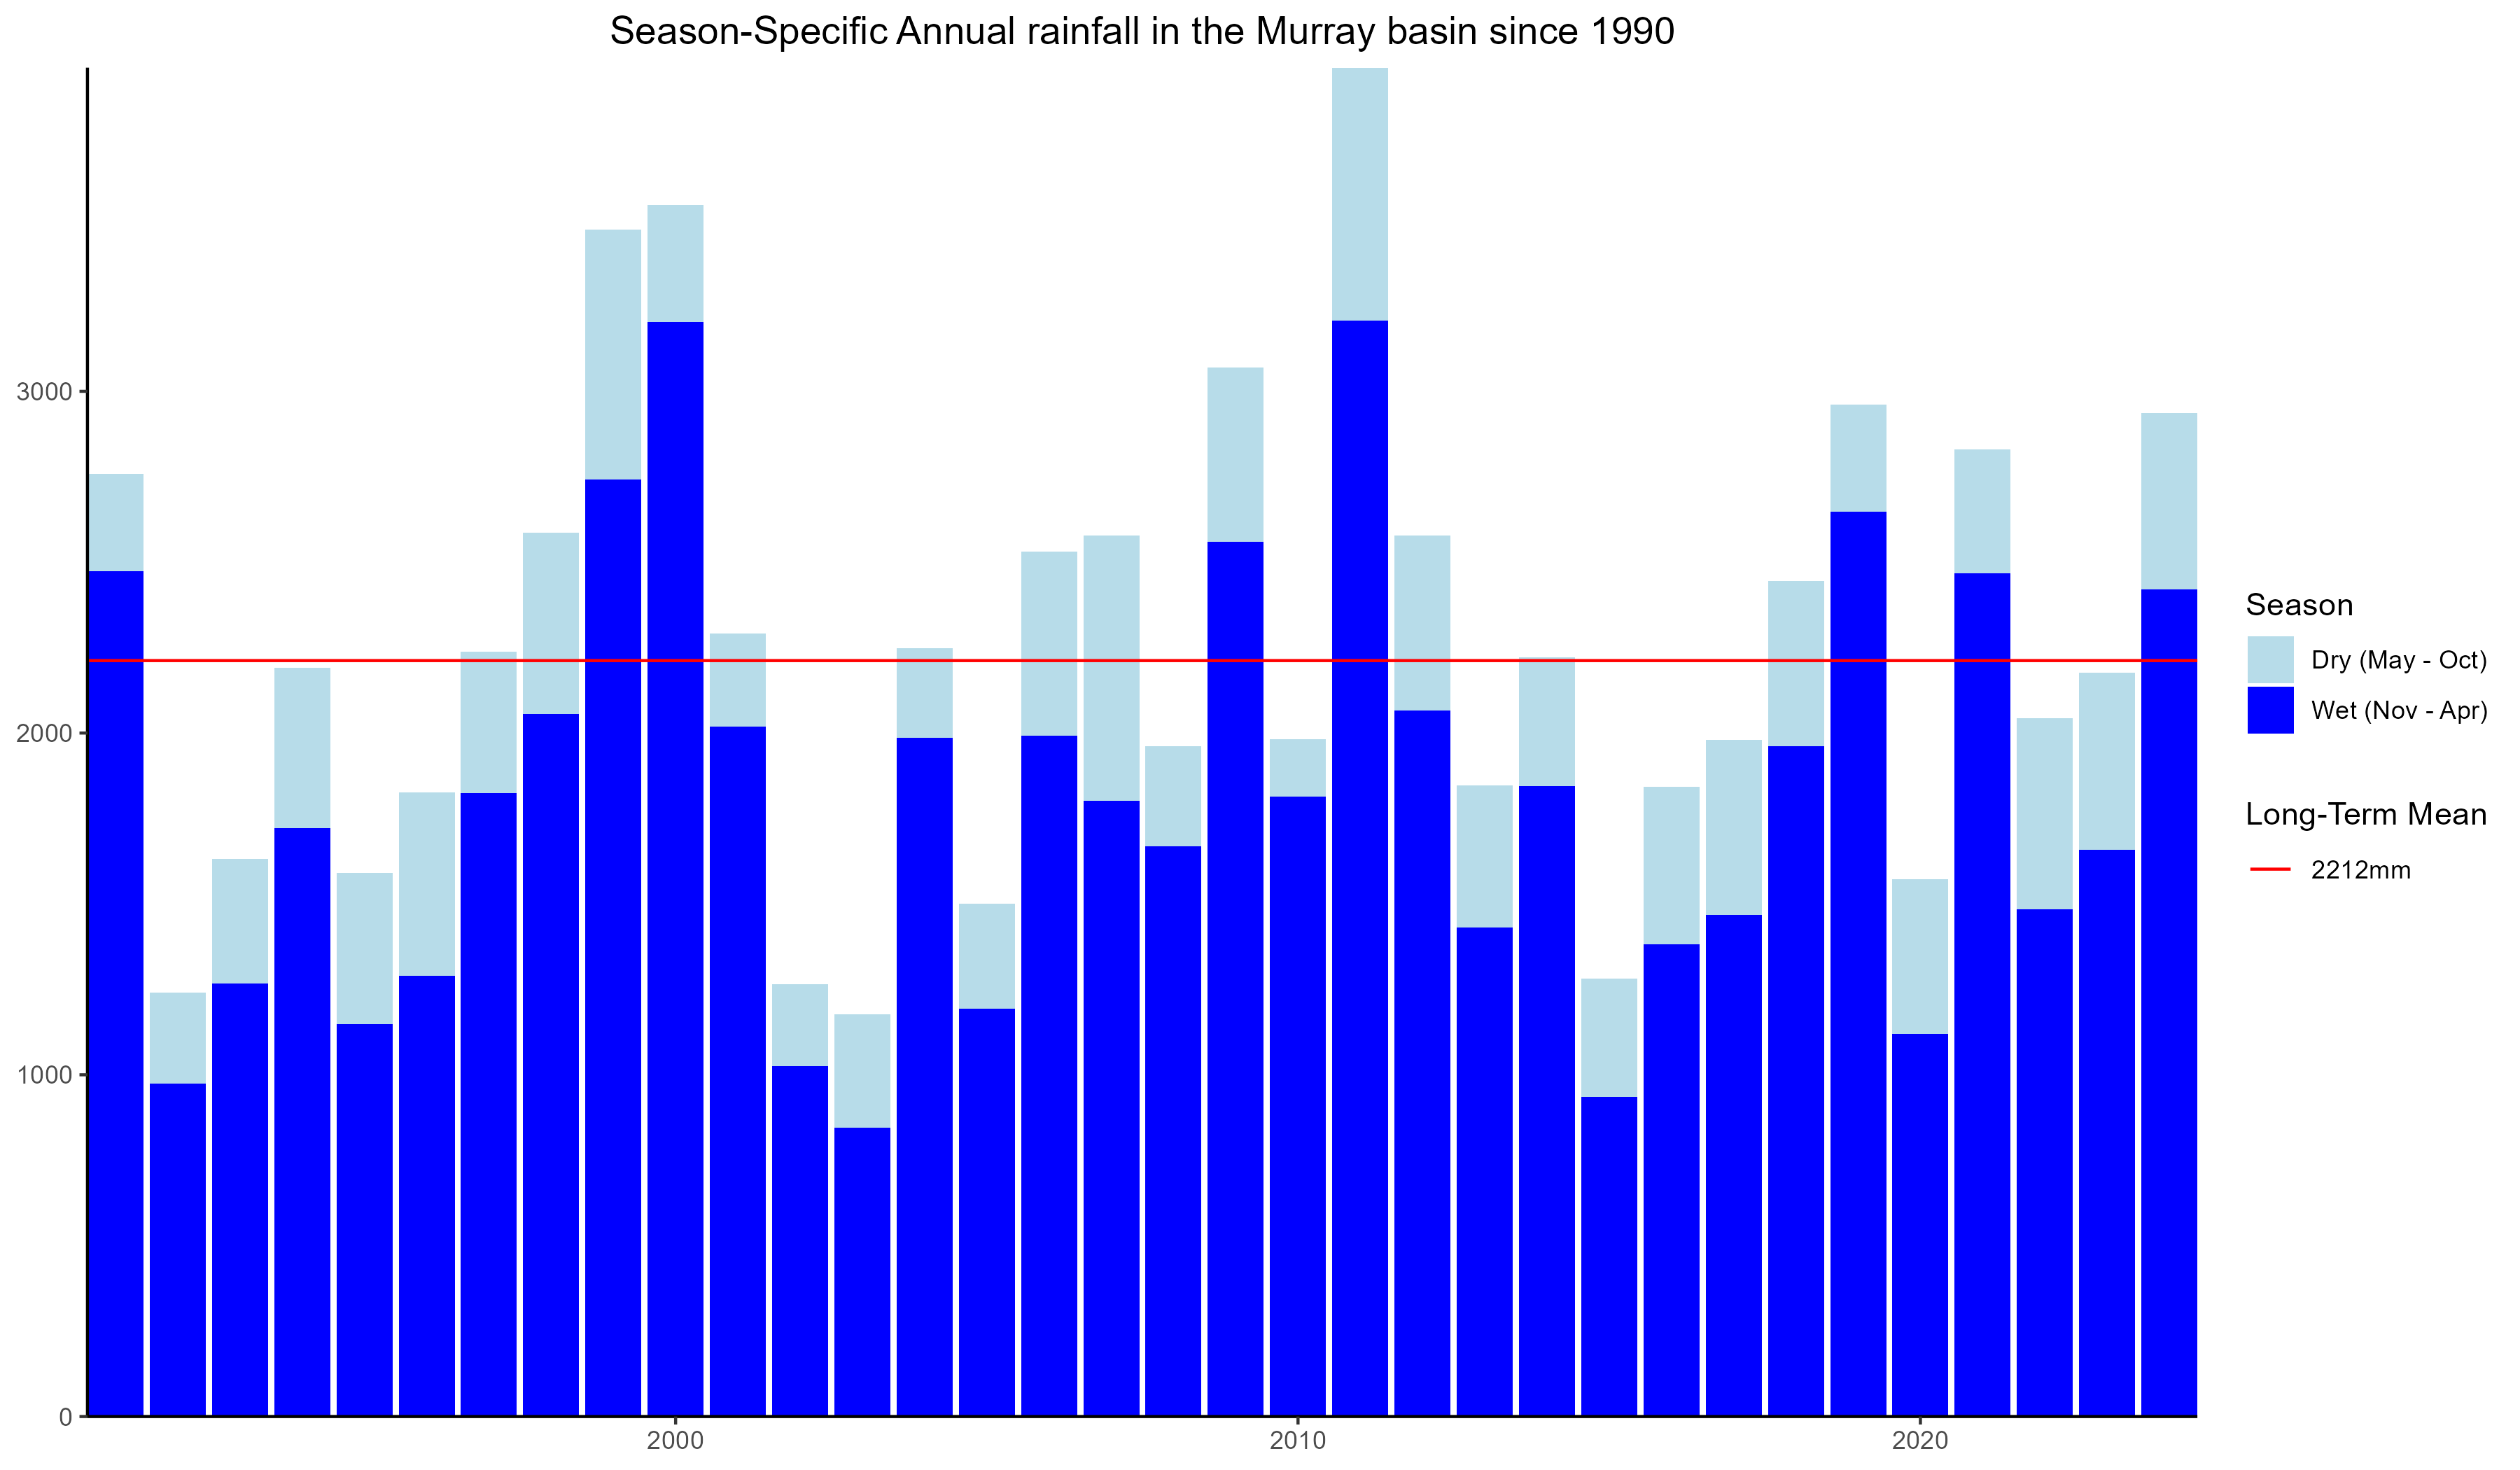 Season-Specific Annual rainfall in the Murray basin since 1990
3000
2000
1000
0
2000
2010
2020
Season
Dry (May - Oct)
Wet (Nov - Apr)
Long-Term Mean
2212mm